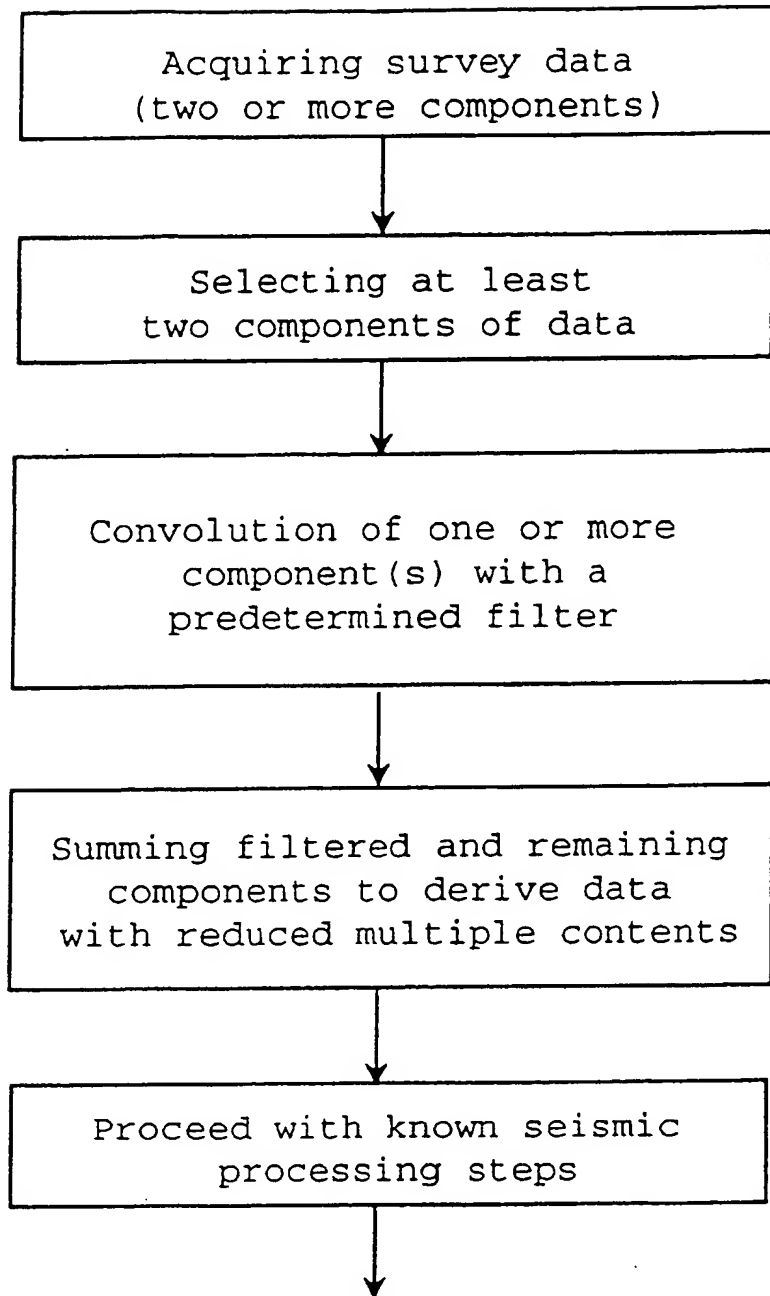 Acquiring survey data
(two or more components)
Selecting at least
two components of data
Convolution of one or more
component(s) with a
predetermined filter
Summing filtered and remaining
components to derive data
with reduced multiple contents
Proceed with known seismic
processing steps